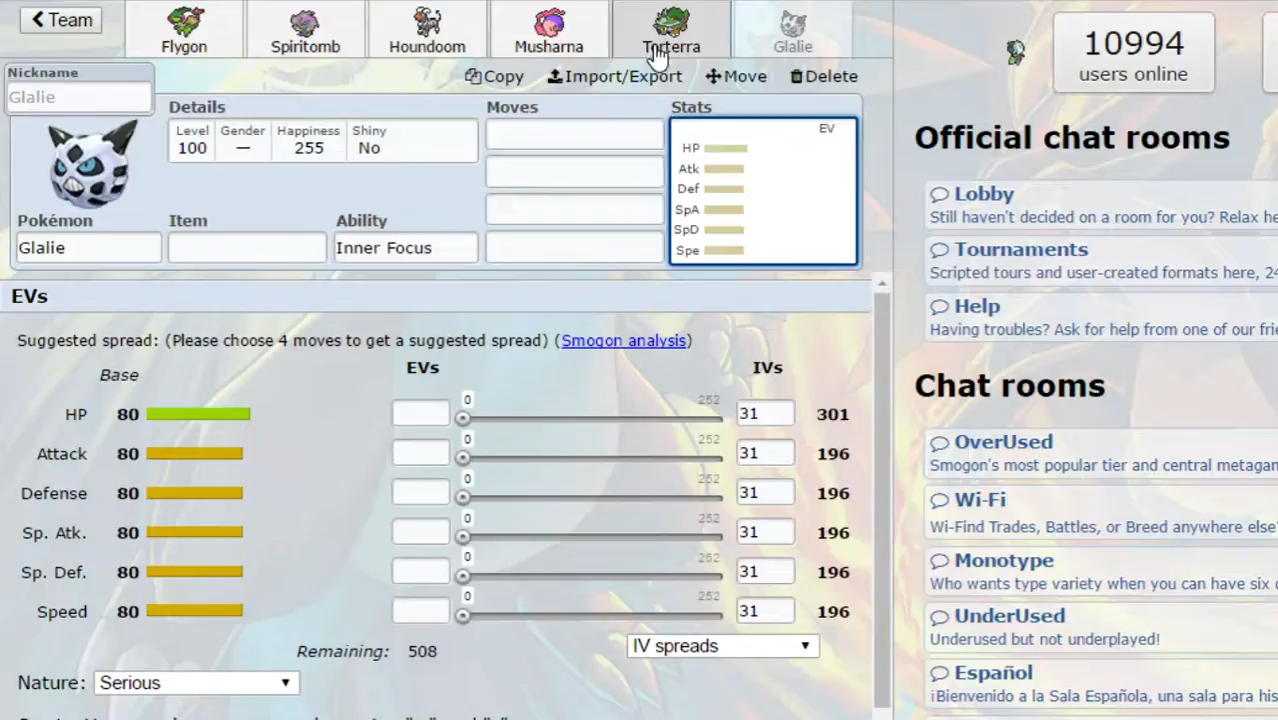 Team
Flygon
Spiritomb
Houndoom
Musharna
Torterra
Glalie
Copy
Import/Export
Move
Delete
Nickname
Glalie
Details
Level
100
Gender
—
Happiness
255
Shiny
No
Pokémon
Glalie
Item
Ability
Inner Focus
Moves
Stats
EV
HP
Atk
Def
SpA
SpD
Spe
EVs
Suggested spread: (Please choose 4 moves to get a suggested spread) (Smogon analysis)
Base EVs IVs
HP 80 0 252 31 301
Attack 80 0 252 31 196
Defense 80 0 252 31 196
Sp. Atk. 80 0 252 31 196
Sp. Def. 80 0 252 31 196
Speed 80 0 252 31 196
Remaining: 508
IV spreads
Nature: Serious
10994
users online
Official chat rooms
Lobby
Still haven't decided on a room for you? Relax he
Tournaments
Scripted tours and user-created formats here, 24
Help
Having troubles? Ask for help from one of our frie
Chat rooms
OverUsed
Smogon's most popular tier and central metagam
Wi-Fi
Wi-Find Trades, Battles, or Breed anywhere else'
Monotype
Who wants type variety when you can have six o
UnderUsed
Underused but not underplayed!
Español
¡Bienvenido a la Sala Española, una sala para his